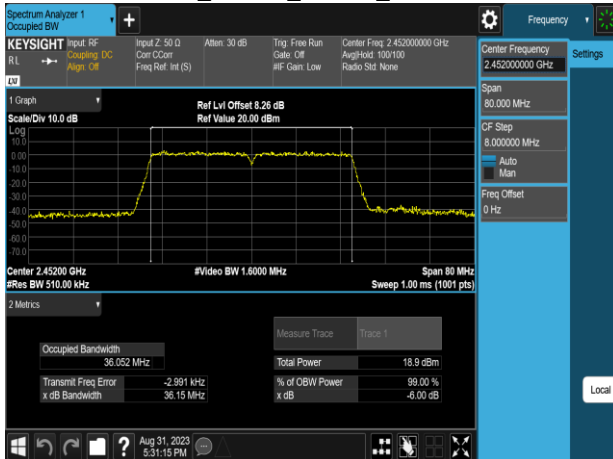 Spectrum Analyzer 1
Occupied BW
Frequency
KEYSIGHT Input: RF
RL
Coupling: DC
Align: Off
LXI
Input Z: 50 Ω
Corr CCorr
Freq Ref: Int (S)
Atten: 30 dB
Trig: Free Run
Gate: Off
#IF Gain: Low
Center Freq: 2.452000000 GHz
Avg|Hold: 100/100
Radio Std: None
Center Frequency
2.452000000 GHz
Settings
Span
80.000 MHz
CF Step
8.000000 MHz
Auto
Man
Freq Offset
0 Hz
1 Graph
Scale/Div 10.0 dB
Ref Lvl Offset 8.26 dB
Ref Value 20.00 dBm
Log
10.0
0.00
-10.0
-20.0
-30.0
-40.0
-50.0
-60.0
-70.0
Center 2.45200 GHz
#Res BW 510.00 kHz
#Video BW 1.6000 MHz
Span 80 MHz
Sweep 1.00 ms (1001 pts)
2 Metrics
Measure Trace Trace 1
Occupied Bandwidth
36.052 MHz
Total Power 18.9 dBm
Transmit Freq Error -2.991 kHz
% of OBW Power 99.00 %
x dB Bandwidth 36.15 MHz
x dB -6.00 dB
Local
Aug 31, 2023
5:31:15 PM